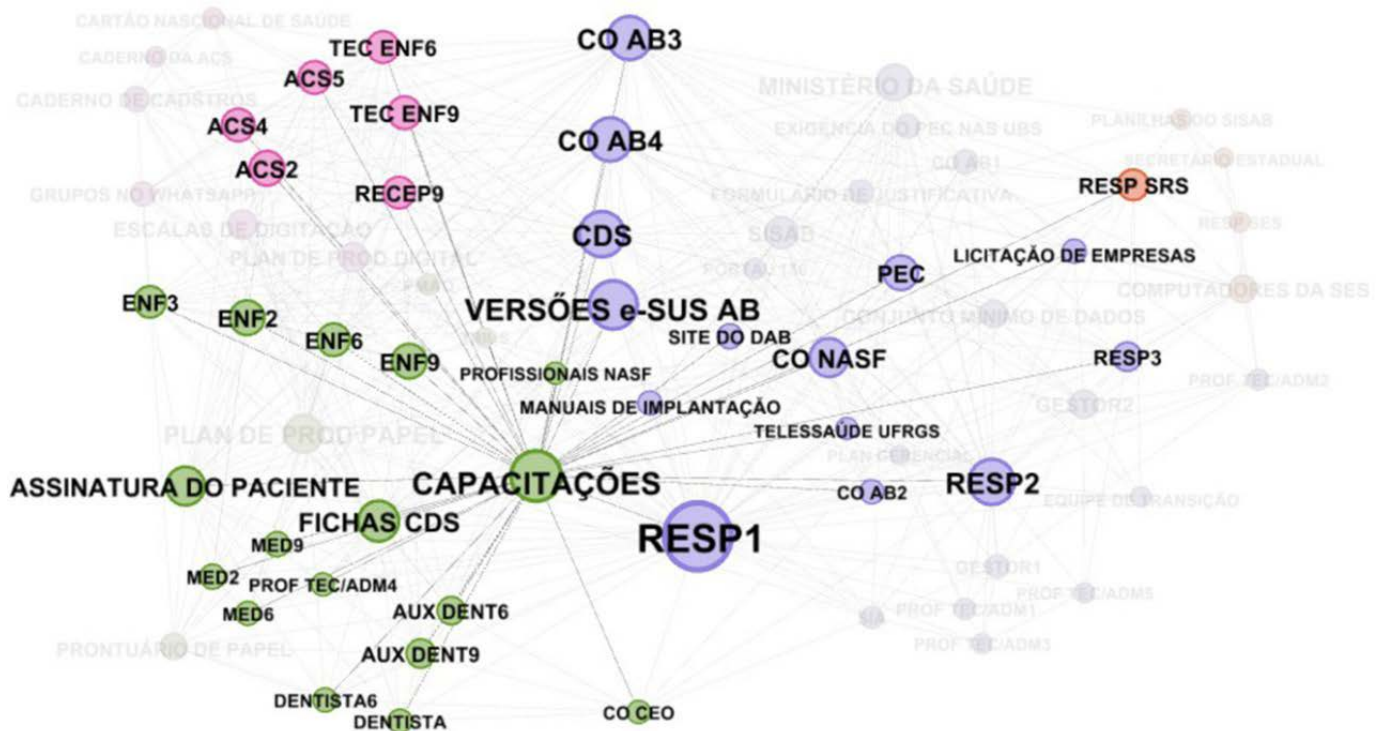 CARTÃO NASCIONAL DE SAÚDE
CADERNO DA ACS
CADERNO DE CADSTROS
TEC ENF6
ACS5
TEC ENF9
ACS4
ACS2
RECEP9
GRUPOS NO WHATSAPP
ESCALAS DE DIGITAÇÃO
PLAN DE PROD DIGITAL
CO AB3
CO AB4
CDS
VERSÕES e-SUS AB
MINISTÉRIO DA SAÚDE
EXIGÊNCIA DO PEC NAS UBS
CO AB1
FORMULÁRIO DE JUSTIFICATIVA
SISAB
PLANILHAS DO SISAB
SECRETÁRIO ESTADUAL
RESP SRS
RESP SES
LICITAÇÃO DE EMPRESAS
PEC
COMPUTADORES DA SES
CONJUNTO MÍNIMO DE DADOS
SITE DO DAB
CO NASF
RESP3
PROF TEC/ADM2
GESTOR2
ENF3
ENF2
ENF6
ENF9
PROFISSIONAIS NASF
MANUAIS DE IMPLANTAÇÃO
TELESSAÚDE UFRGS
PLAN GERENCIAL
PLAN DE PROD PAPEL
ASSINATURA DO PACIENTE
CAPACITAÇÕES
CO AB2
RESP2
EQUIPE DE TRANSIÇÃO
FICHAS CDS
RESP1
MED9
MED2
PROF TEC/ADM4
MED6
AUX DENT6
AUX DENT9
PRONTUÁRIO DE PAPEL
DENTISTA6
DENTISTA
CO CEO
GESTOR1
PROF TEC/ADM5
PROF TEC/ADM1
SIA
PROF TEC/ADM3